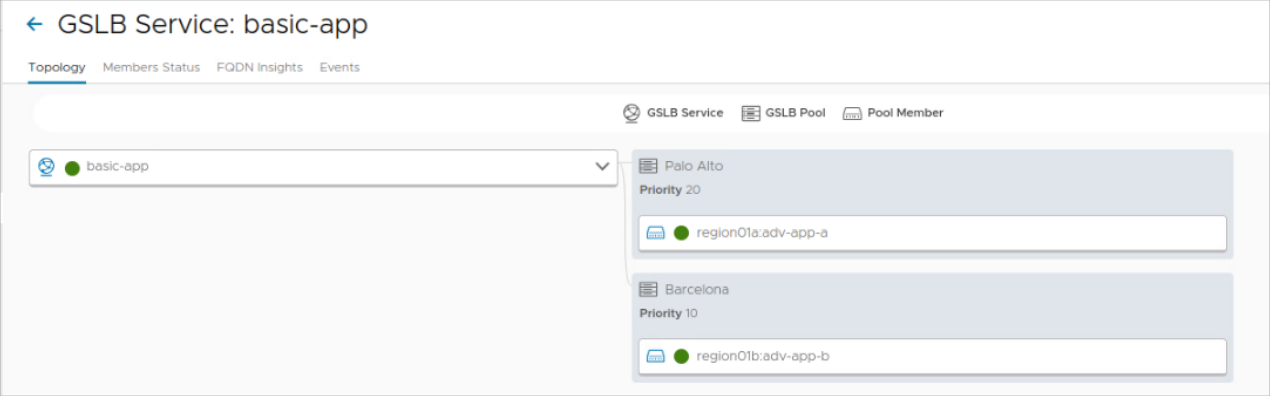 GSLB Service: basic-app
Topology Members Status FQDN Insights Events
GSLB Service GSLB Pool Pool Member
basic-app
Palo Alto
Priority 20
region01a:adv-app-a
Barcelona
Priority 10
region01b:adv-app-b